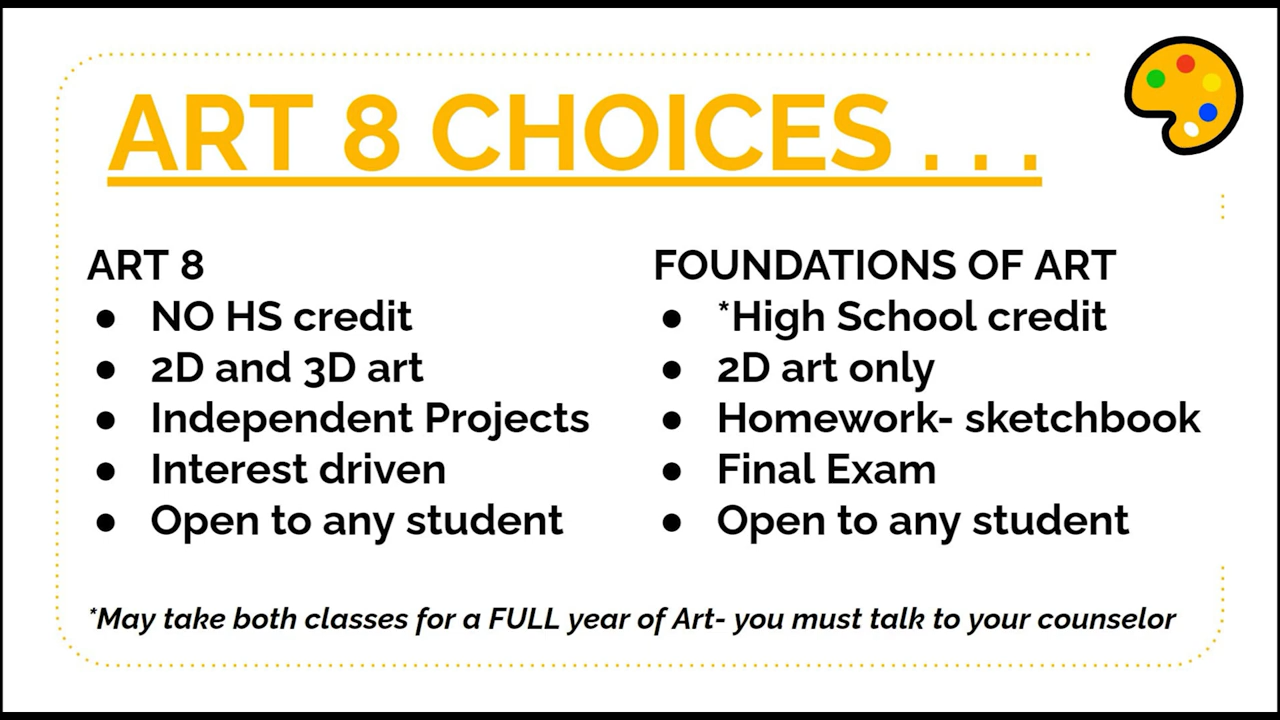 ART 8 CHOICES . . .
ART 8
● NO HS credit
● 2D and 3D art
● Independent Projects
● Interest driven
● Open to any student
FOUNDATIONS OF ART
● *High School credit
● 2D art only
● Homework- sketchbook
● Final Exam
● Open to any student
*May take both classes for a FULL year of Art- you must talk to your counselor